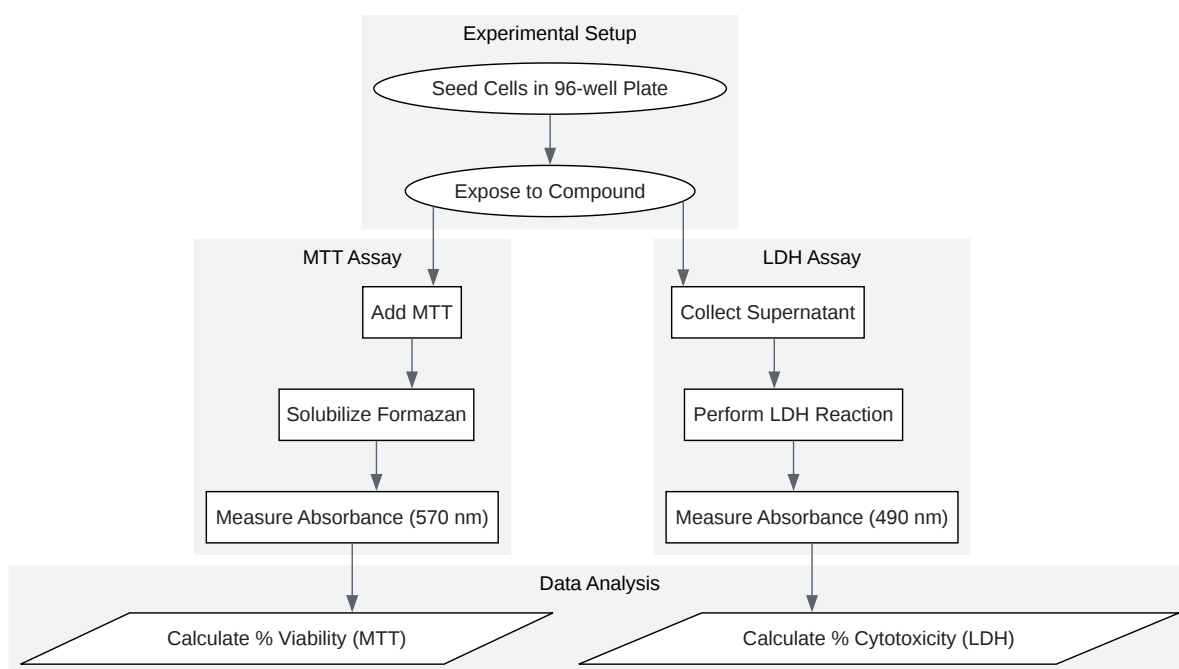 Experimental Setup
Seed Cells in 96-well Plate
Expose to Compound
MTT Assay
Add MTT
Solubilize Formazan
Measure Absorbance (570 nm)
LDH Assay
Collect Supernatant
Perform LDH Reaction
Measure Absorbance (490 nm)
Data Analysis
Calculate % Viability (MTT)
Calculate % Cytotoxicity (LDH)